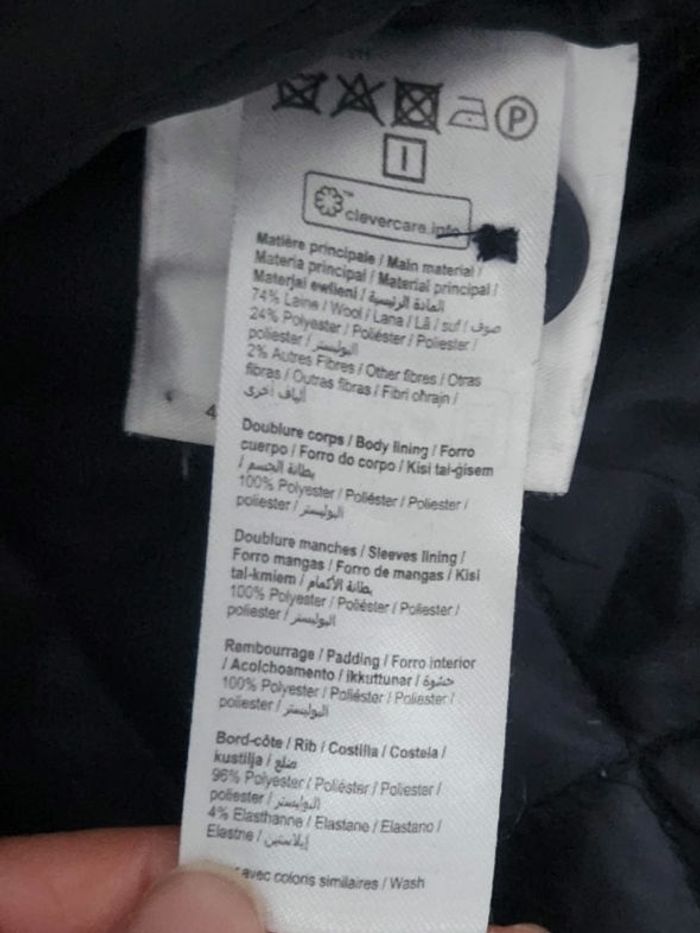 P
clevercare.info
Matière principale / Main material /
Materia principal / Material principal /
Materjal ewlieni / المادة الرئيسية
74% Laine / Wool / Lana / Lã / suf / صوف
24% Polyester / Poliéster / Poliester /
poliester / البوليستر
2% Autres Fibres / Other fibres / Otras
fibras / Outras fibras / Fibri oħrajn /
ألياف أخرى
Doublure corps / Body lining / Forro
cuerpo / Forro do corpo / Kisi tal-ġisem
/ بطانة الجسم
100% Polyester / Poliéster / Poliester /
poliester / البوليستر
Doublure manches / Sleeves lining /
Forro mangas / Forro de mangas / Kisi
tal-kmiem / بطانة الأكمام
100% Polyester / Poliéster / Poliester /
poliester / البوليستر
Rembourrage / Padding / Forro interior
/ Acolchoamento / ikkuttunar / حشوة
100% Polyester / Poliéster / Poliester /
poliester / البوليستر
Bord-côte / Rib / Costilla / Costela /
kustilja / ضلع
96% Polyester / Poliéster / Poliester /
poliester / البوليستر
4% Elasthanne / Elastane / Elastano /
Elastne / إيلاستين
avec coloris similaires / Wash